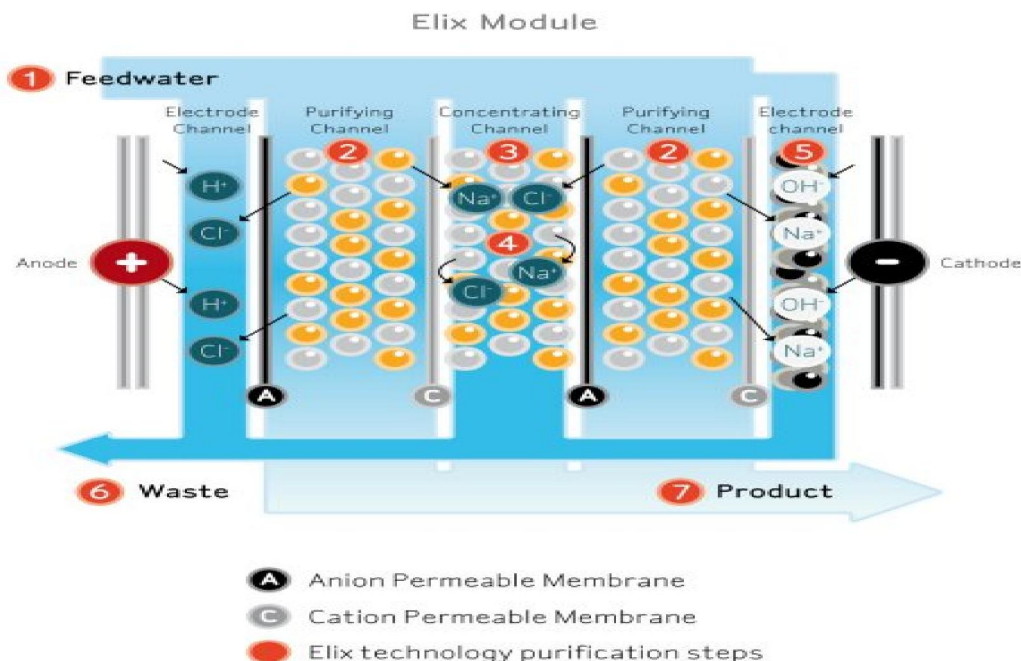 Elix Module
1 Feedwater
Electrode Channel
Purifying Channel
Concentrating Channel
Purifying Channel
Electrode channel
2
3
2
5
H⁺
Na⁺
Cl⁻
OH⁻
Cl⁻
Na⁺
4
Anode
+
-
Cathode
Na⁺
Cl⁻
H⁺
OH⁻
Cl⁻
Na⁺
A
C
A
C
6 Waste
7 Product
A Anion Permeable Membrane
C Cation Permeable Membrane
Elix technology purification steps